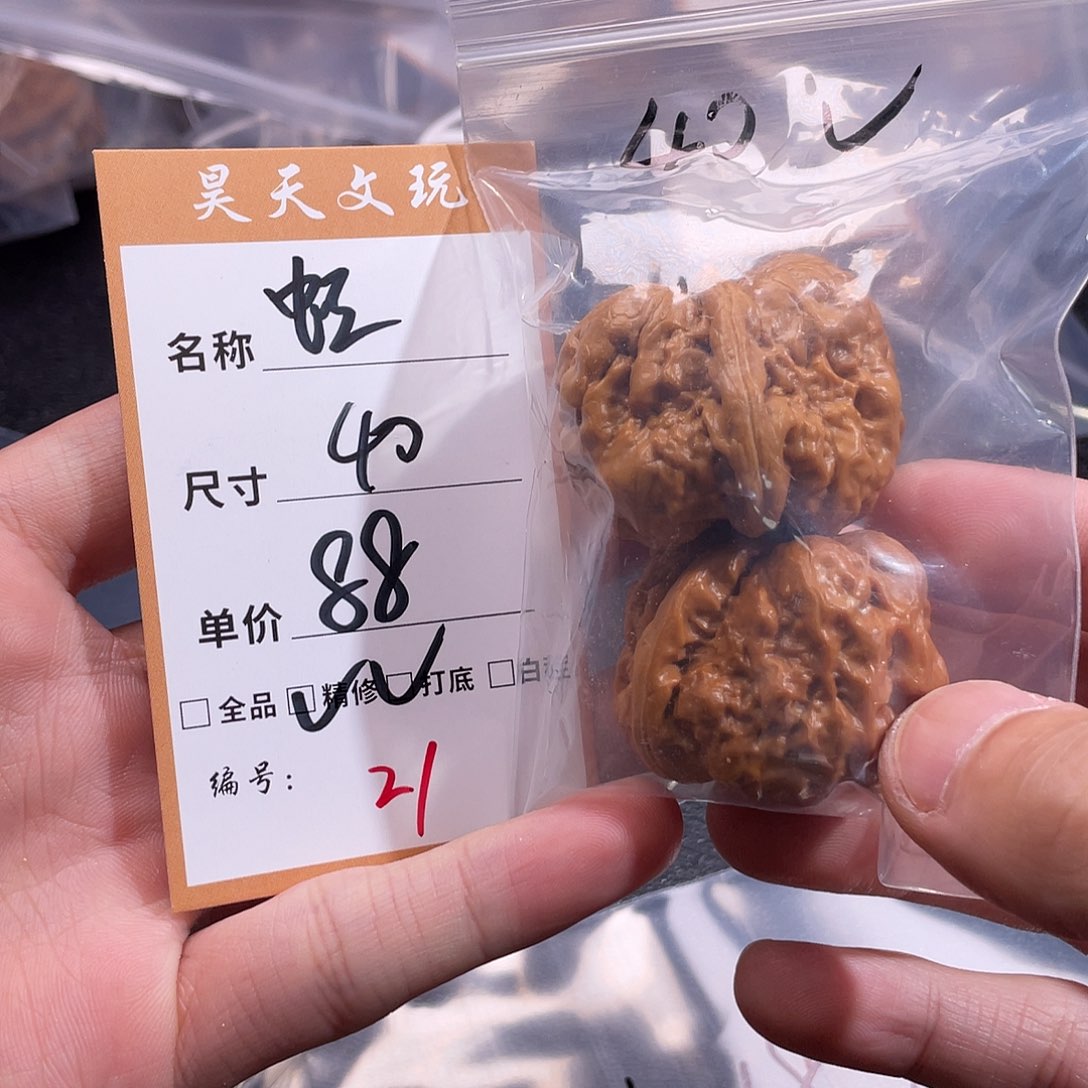 昊天文玩
名称
尺寸 40
单价 88
□全品 ☑精修 □打底 □白
编号： 21
40